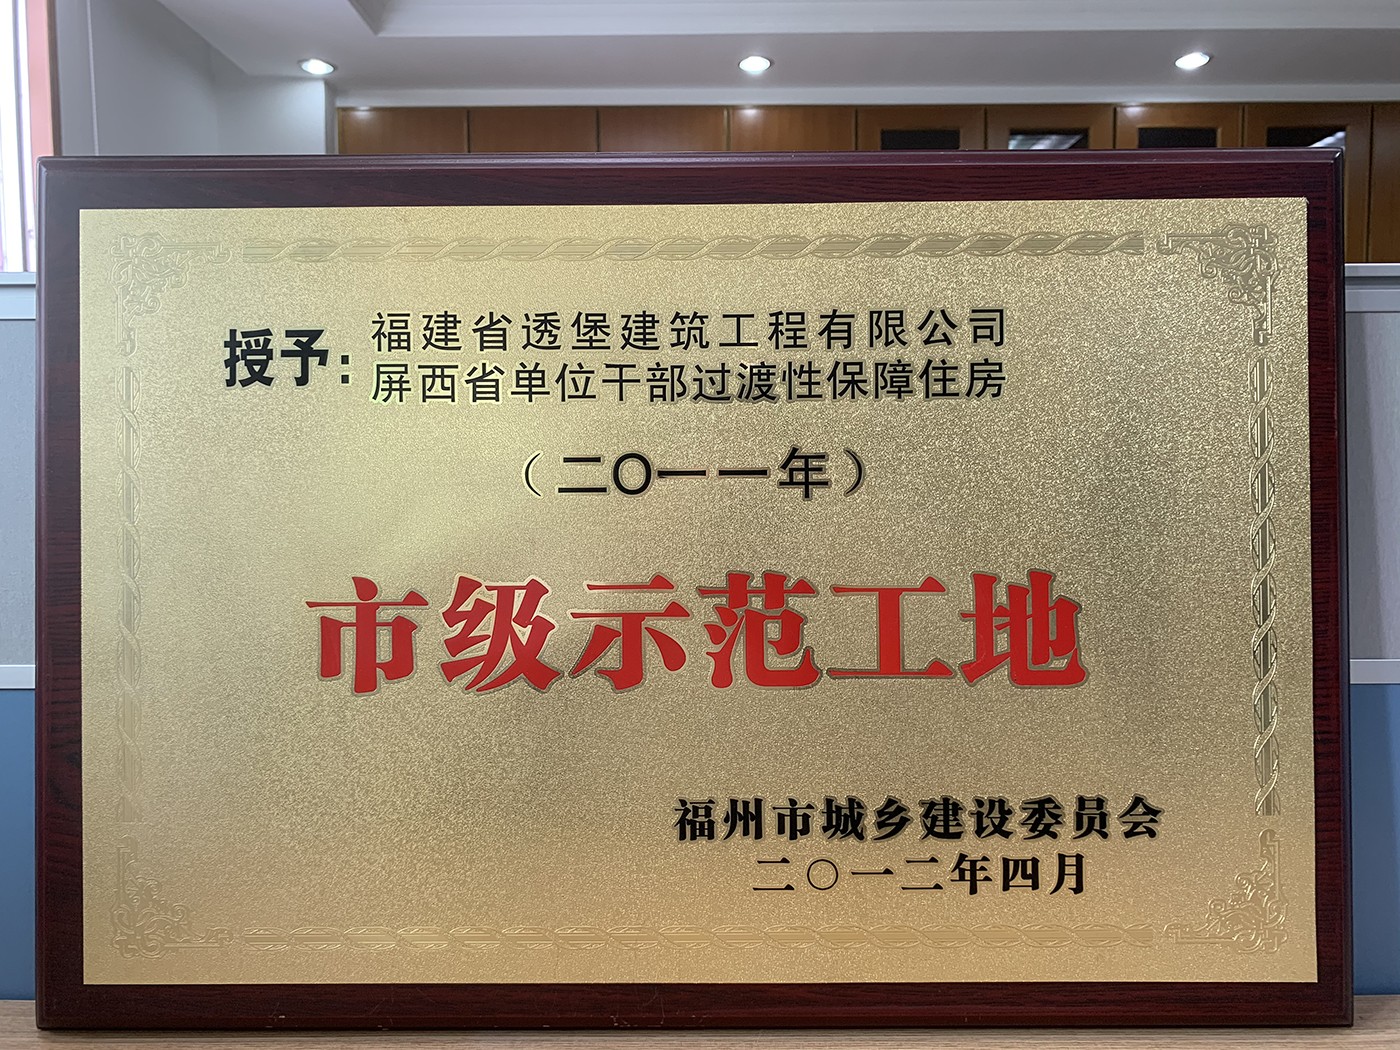 授予：福建省透堡建筑工程有限公司
屏西省单位干部过渡性保障住房
（二〇一一年）
市级示范工地
福州市城乡建设委员会
二〇一二年四月